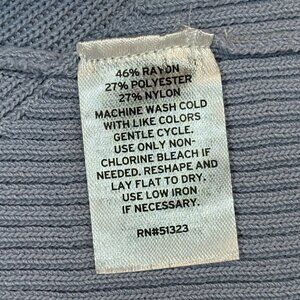 46% RAYON
27% POLYESTER
27% NYLON
MACHINE WASH COLD
WITH LIKE COLORS
GENTLE CYCLE.
USE ONLY NON-
CHLORINE BLEACH IF
NEEDED. RESHAPE AND
LAY FLAT TO DRY.
USE LOW IRON
IF NECESSARY.
RN#51323